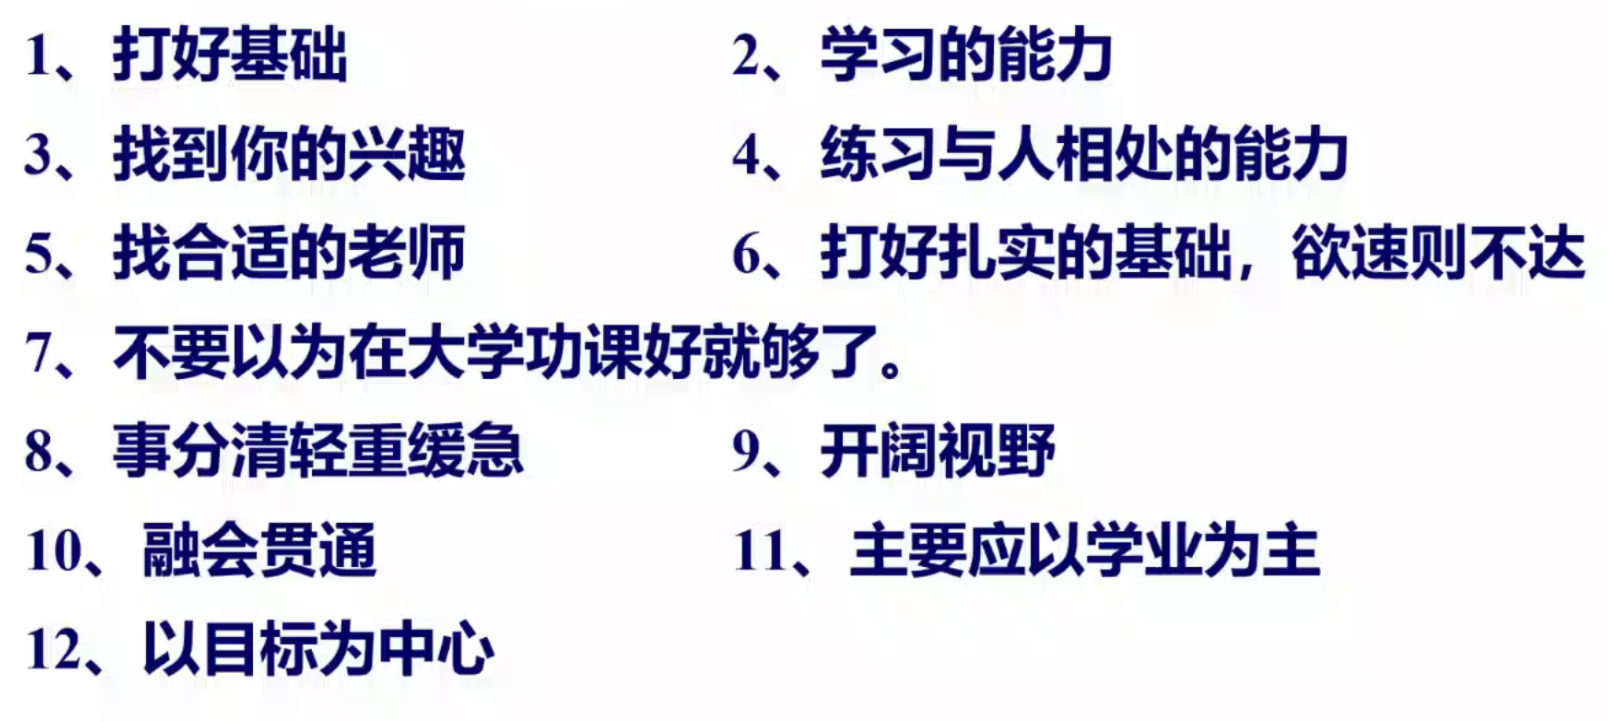 1、打好基础 2、学习的能力
3、找到你的兴趣 4、练习与人相处的能力
5、找合适的老师 6、打好扎实的基础，欲速则不达
7、不要以为在大学功课好就够了。
8、事分清轻重缓急 9、开阔视野
10、融会贯通 11、主要应以学业为主
12、以目标为中心